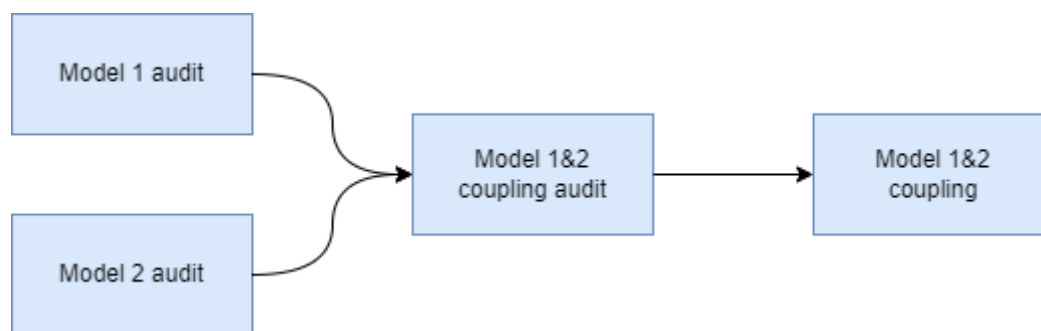 Model 1 audit
Model 2 audit
Model 1&2
coupling audit
Model 1&2
coupling